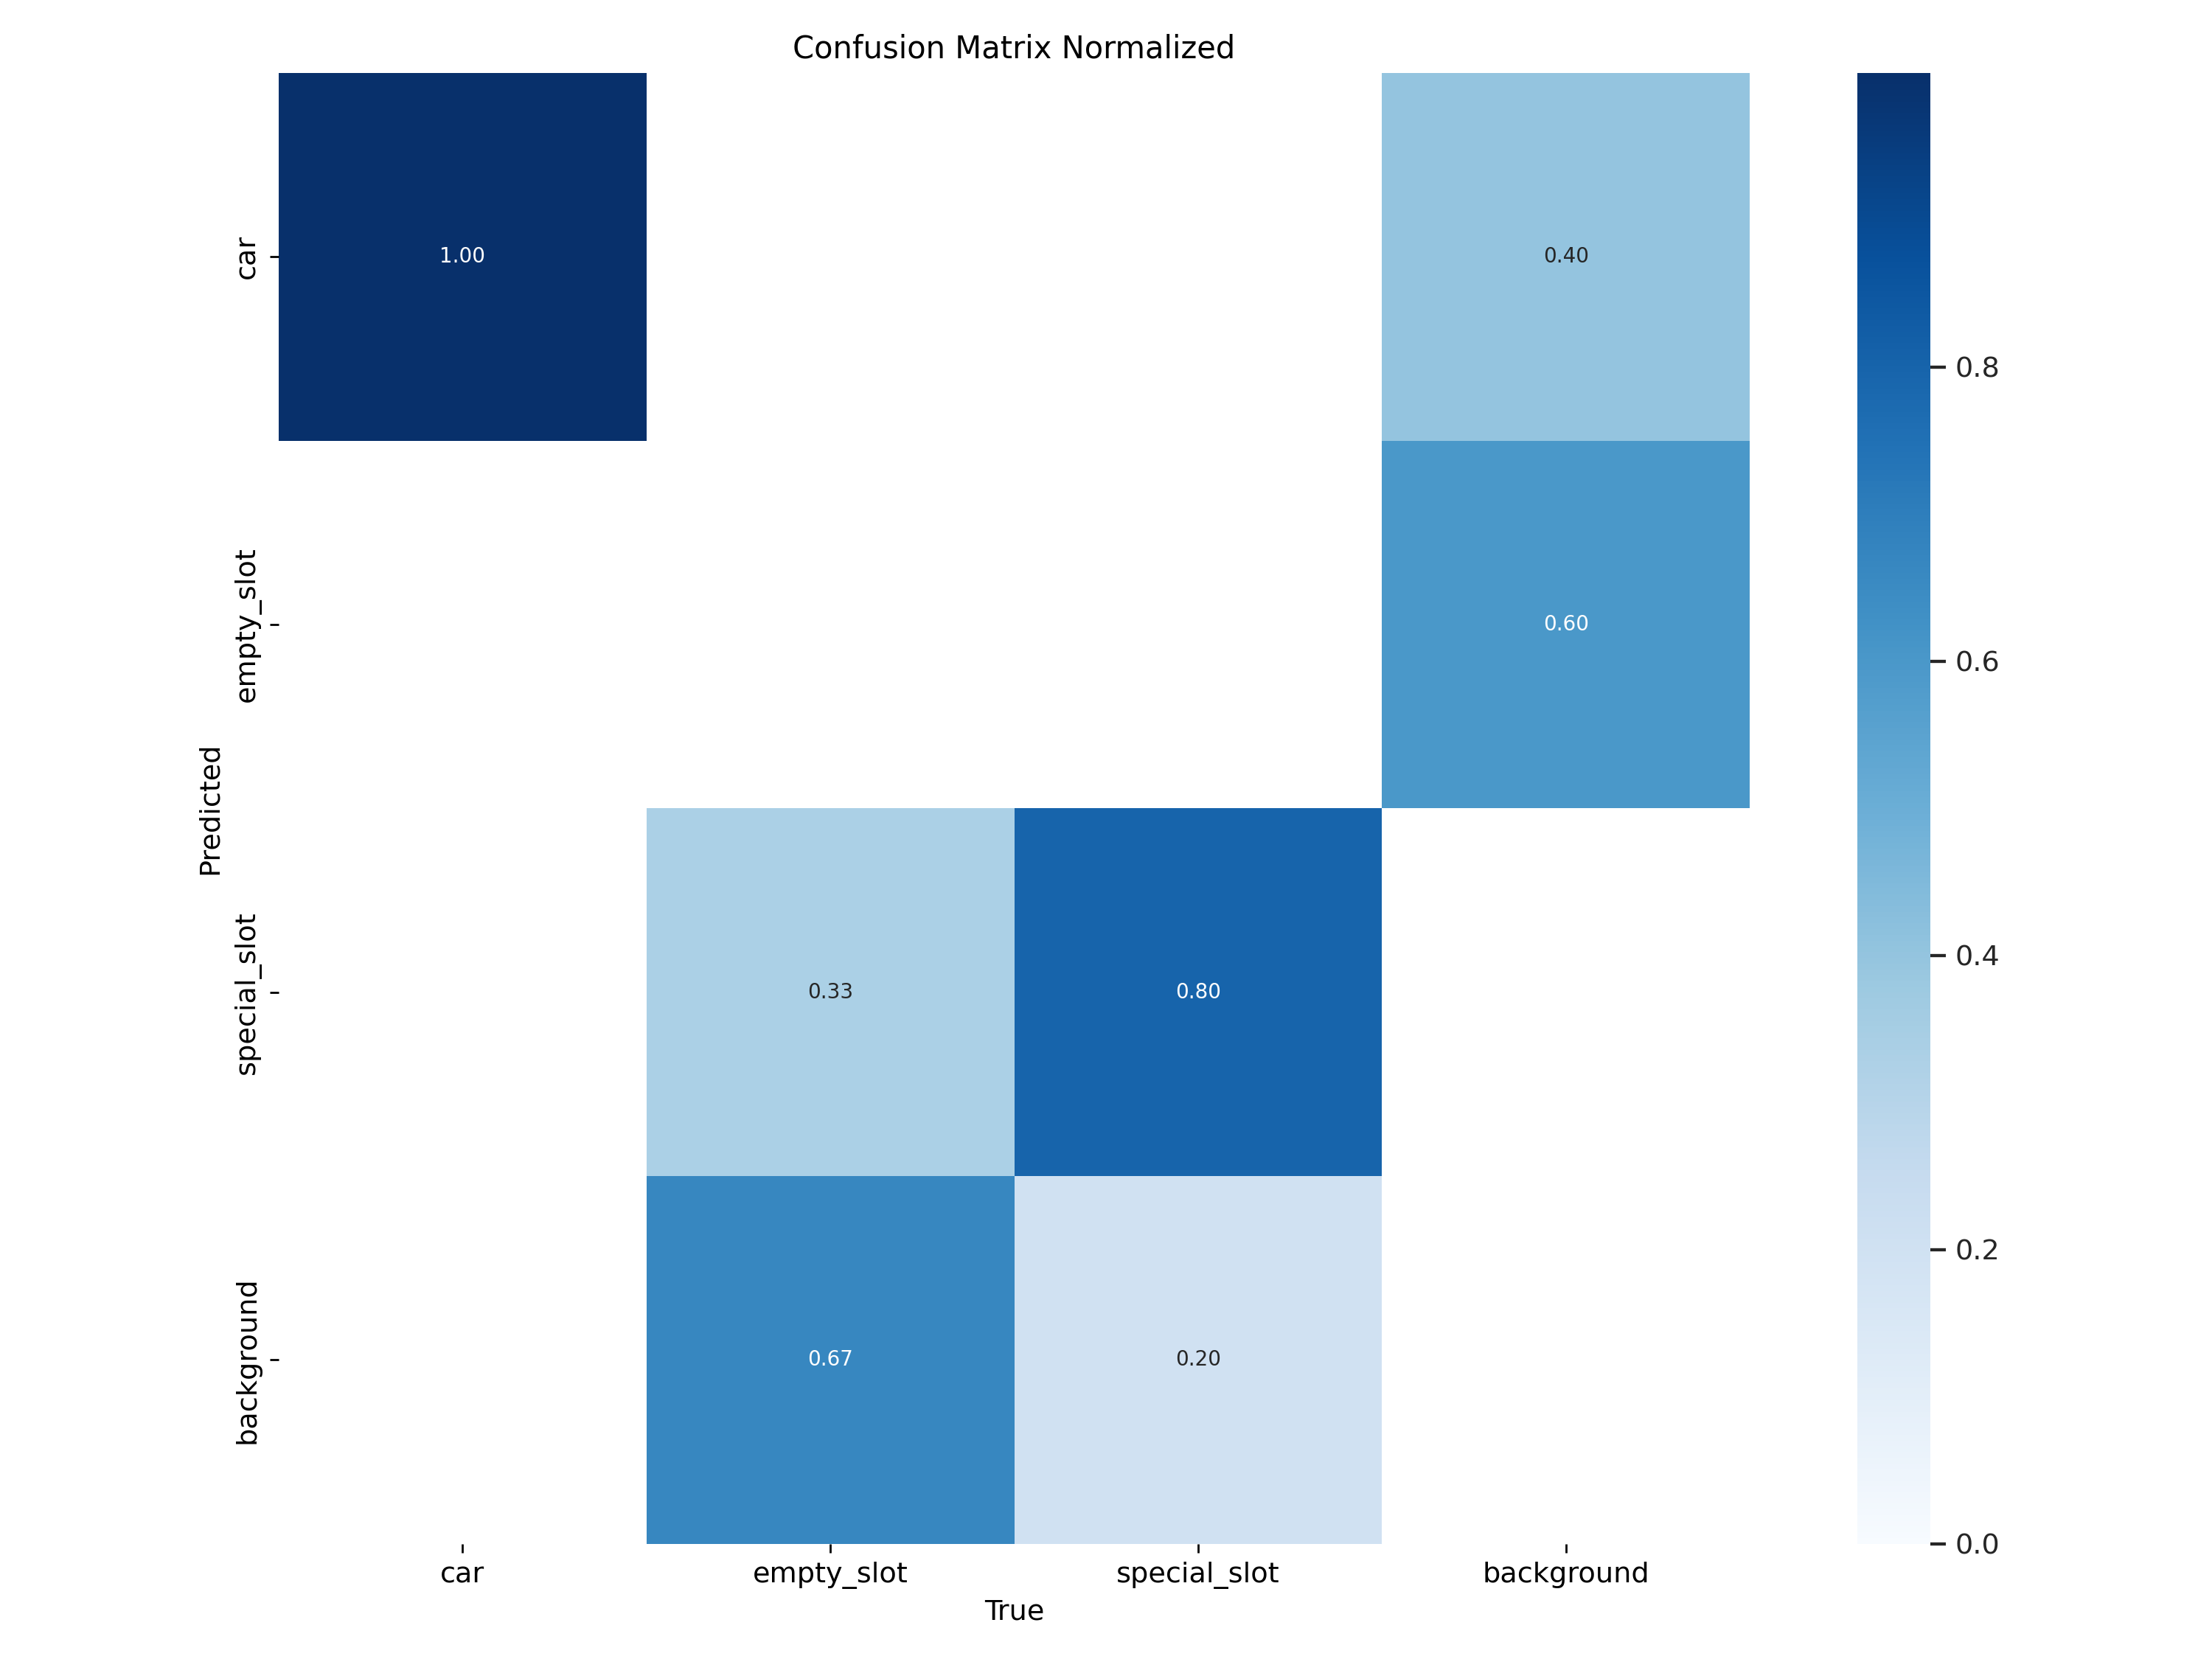 Confusion Matrix Normalized
car
1.00
0.40
empty_slot
0.60
special_slot
0.33
0.80
background
0.67
0.20
Predicted
car
empty_slot
special_slot
background
True
0.8
0.6
0.4
0.2
0.0